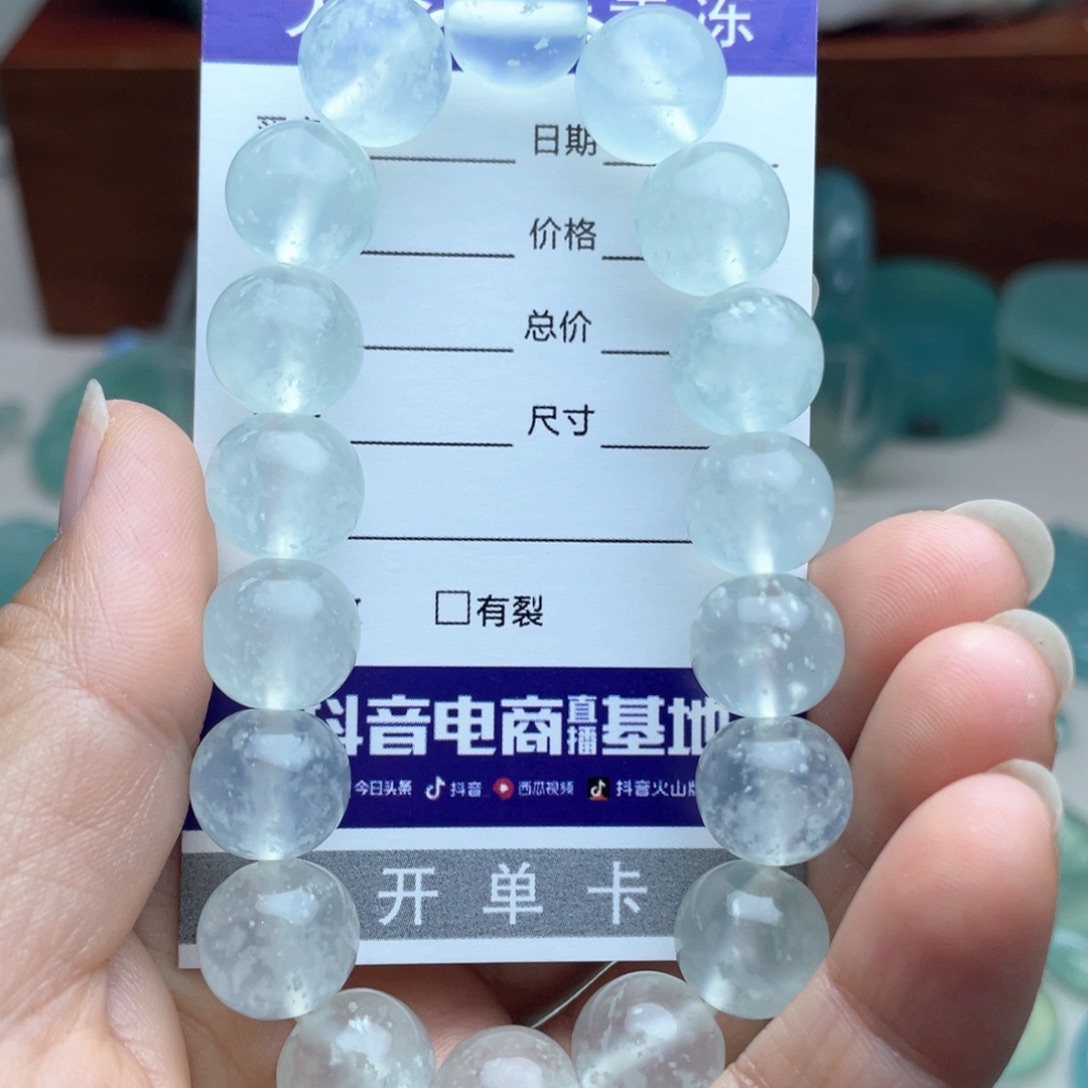 冻
日期
价格
总价
尺寸
□有裂
抖音电商直播基地
今日头条 抖音 西瓜视频 抖音火山版
开单卡